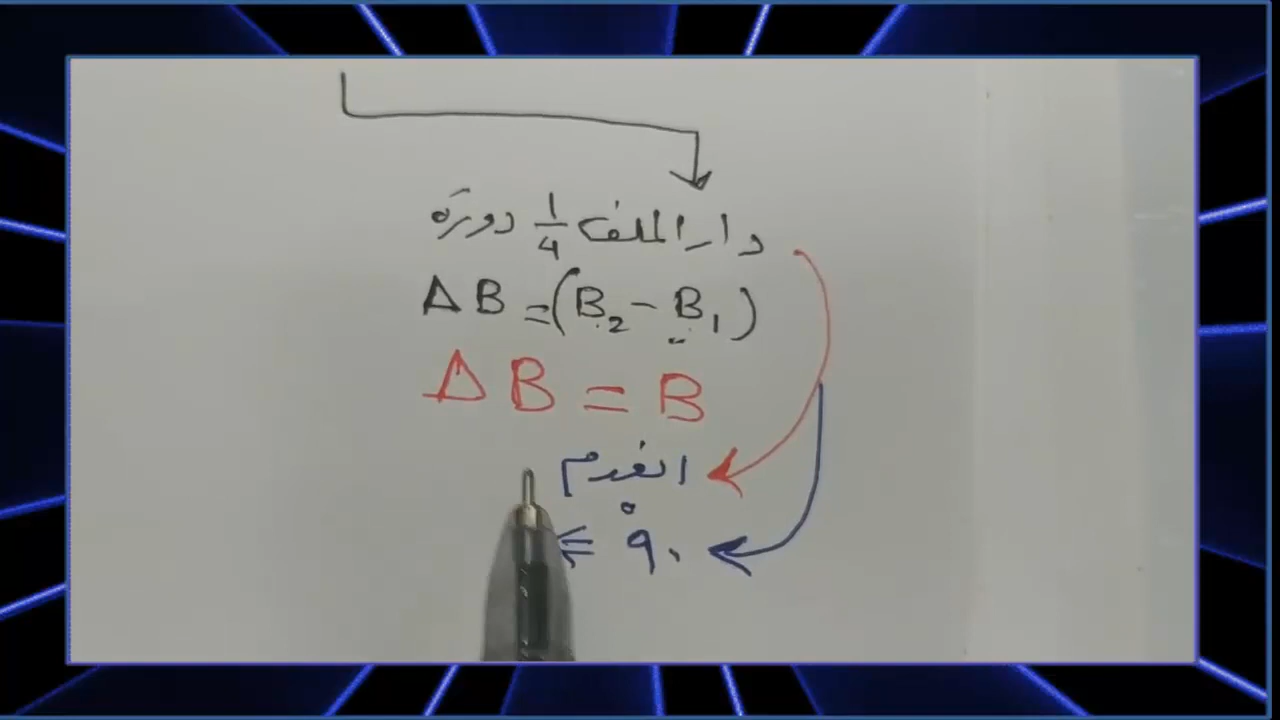 دار الملف 1/4 دورة
ΔB = (B₂ - B₁)
ΔB = B
انعدم
٩٠° ⇐